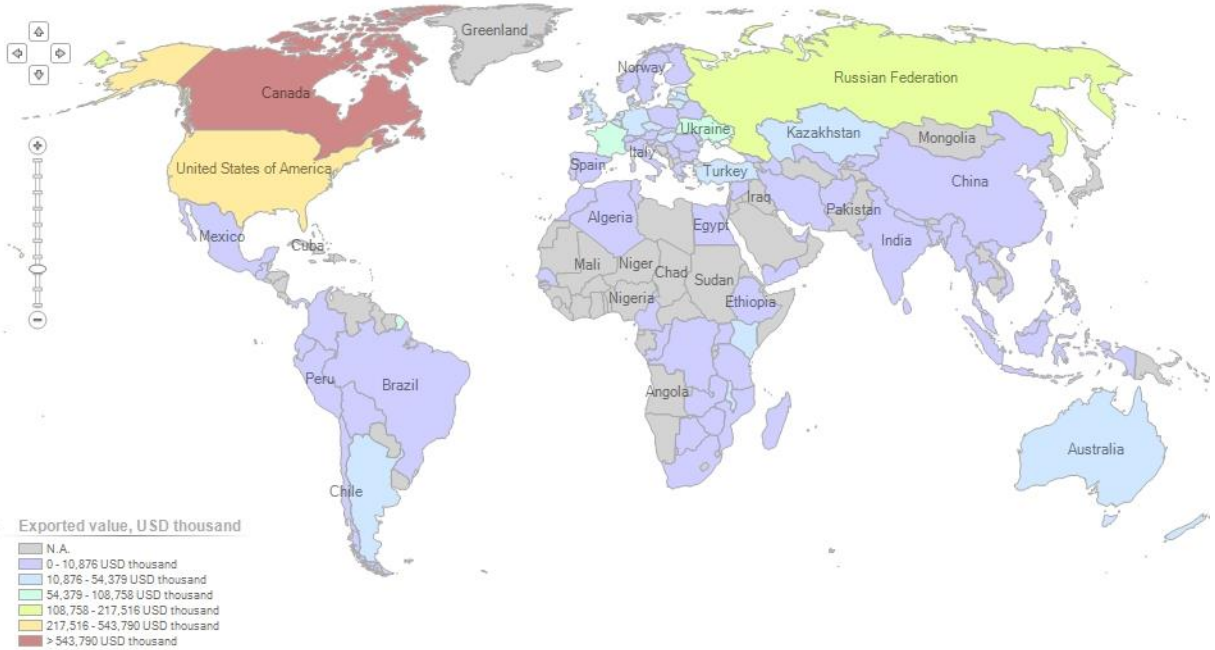 Greenland
Norway
Russian Federation
Canada
Ukraine
Kazakhstan
Mongolia
United States of America
Spain
Italy
Turkey
China
Iraq
Pakistan
Algeria
Egypt
India
Mexico
Cuba
Mali
Niger
Chad
Sudan
Nigeria
Ethiopia
Peru
Brazil
Angola
Australia
Chile
Exported value, USD thousand
N.A.
0 - 10,876 USD thousand
10,876 - 54,379 USD thousand
54,379 - 108,758 USD thousand
108,758 - 217,516 USD thousand
217,516 - 543,790 USD thousand
> 543,790 USD thousand